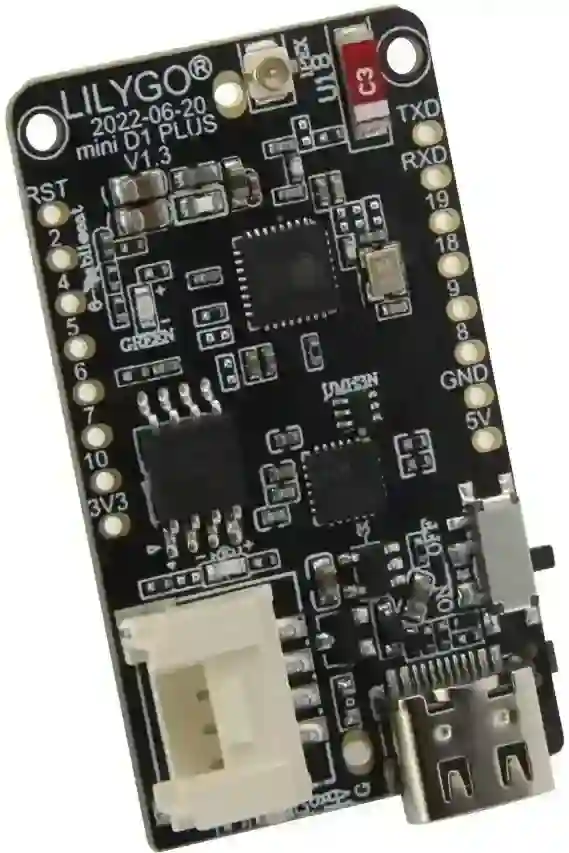 LILYGO®
2022-06-20
mini D1 PLUS
V1.3
U18
C3
TXD
RXD
19
18
9
8
GND
5V
RST
2
4
5
6
7
10
3V3
GREEN
OFF
ON
G